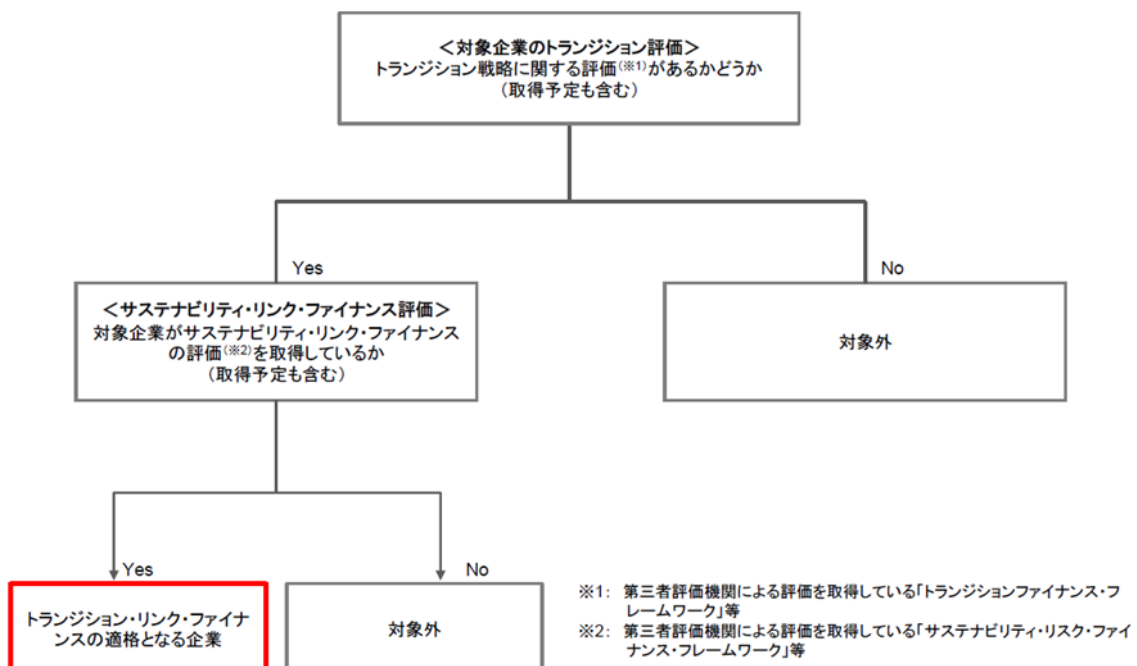 ＜対象企業のトランジション評価＞
トランジション戦略に関する評価(※1)があるかどうか
（取得予定も含む）
Yes
No
＜サステナビリティ・リンク・ファイナンス評価＞
対象企業がサステナビリティ・リンク・ファイナンス
の評価(※2)を取得しているか
（取得予定も含む）
対象外
Yes
No
トランジション・リンク・ファイナ
ンスの適格となる企業
対象外
※1: 第三者評価機関による評価を取得している「トランジションファイナンス・フ
レームワーク」等
※2: 第三者評価機関による評価を取得している「サステナビリティ・リスク・ファイ
ナンス・フレームワーク」等